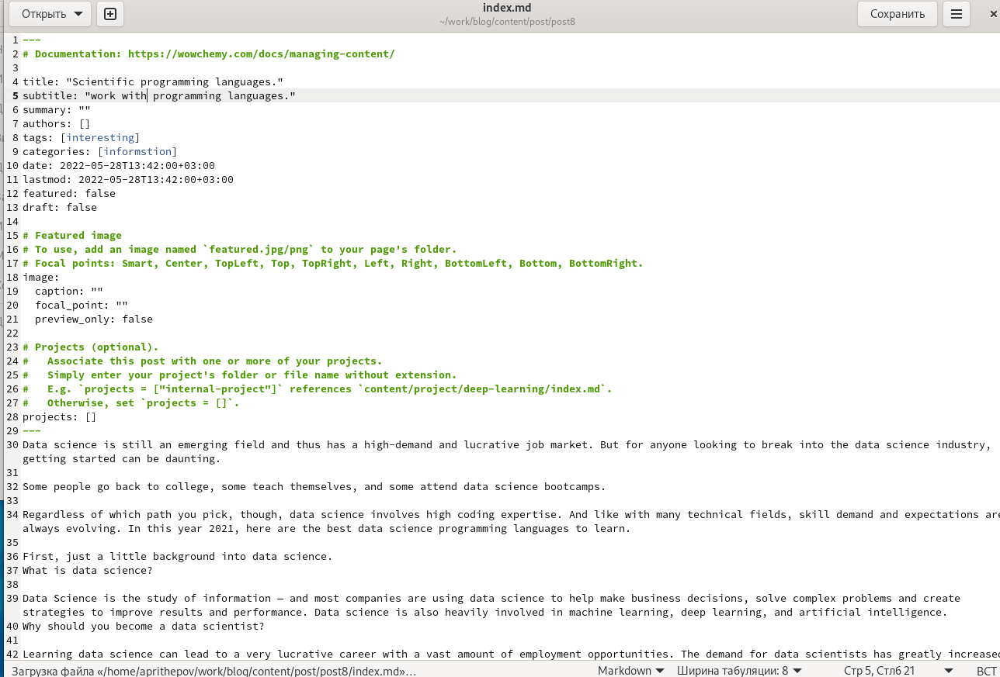 Открыть
index.md
~/work/blog/content/post/post8
Сохранить
1 ---
2 # Documentation: https://wowchemy.com/docs/managing-content/
3
4 title: "Scientific programming languages."
5 subtitle: "work with programming languages."
6 summary: ""
7 authors: []
8 tags: [interesting]
9 categories: [informstion]
10 date: 2022-05-28T13:42:00+03:00
11 lastmod: 2022-05-28T13:42:00+03:00
12 featured: false
13 draft: false
14
15 # Featured image
16 # To use, add an image named `featured.jpg/png` to your page's folder.
17 # Focal points: Smart, Center, TopLeft, Top, TopRight, Left, Right, BottomLeft, Bottom, BottomRight.
18 image:
19   caption: ""
20   focal_point: ""
21   preview_only: false
22
23 # Projects (optional).
24 #   Associate this post with one or more of your projects.
25 #   Simply enter your project's folder or file name without extension.
26 #   E.g. `projects = ["internal-project"]` references `content/project/deep-learning/index.md`.
27 #   Otherwise, set `projects = []`.
28 projects: []
29 ---
30 Data science is still an emerging field and thus has a high-demand and lucrative job market. But for anyone looking to break into the data science industry,
getting started can be daunting.
31
32 Some people go back to college, some teach themselves, and some attend data science bootcamps.
33
34 Regardless of which path you pick, though, data science involves high coding expertise. And like with many technical fields, skill demand and expectations are
always evolving. In this year 2021, here are the best data science programming languages to learn.
35
36 First, just a little background into data science.
37 What is data science?
38
39 Data Science is the study of information — and most companies are using data science to help make business decisions, solve complex problems and create
strategies to improve results and performance. Data science is also heavily involved in machine learning, deep learning, and artificial intelligence.
40 Why should you become a data scientist?
41
42 Learning data science can lead to a very lucrative career with a vast amount of employment opportunities. The demand for data scientists has greatly increased
Загрузка файла «/home/aprithepov/work/blog/content/post/post8/index.md»…
Markdown
Ширина табуляции: 8
Стр 5, Стлб 21
ВСТ